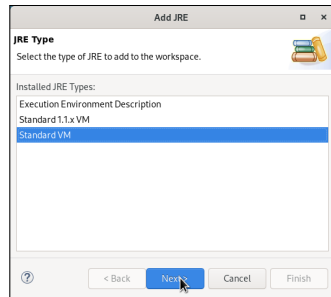 Add JRE
JRE Type
Select the type of JRE to add to the workspace.
Installed JRE Types:
Execution Environment Description
Standard 1.1.x VM
Standard VM
< Back
Next >
Cancel
Finish